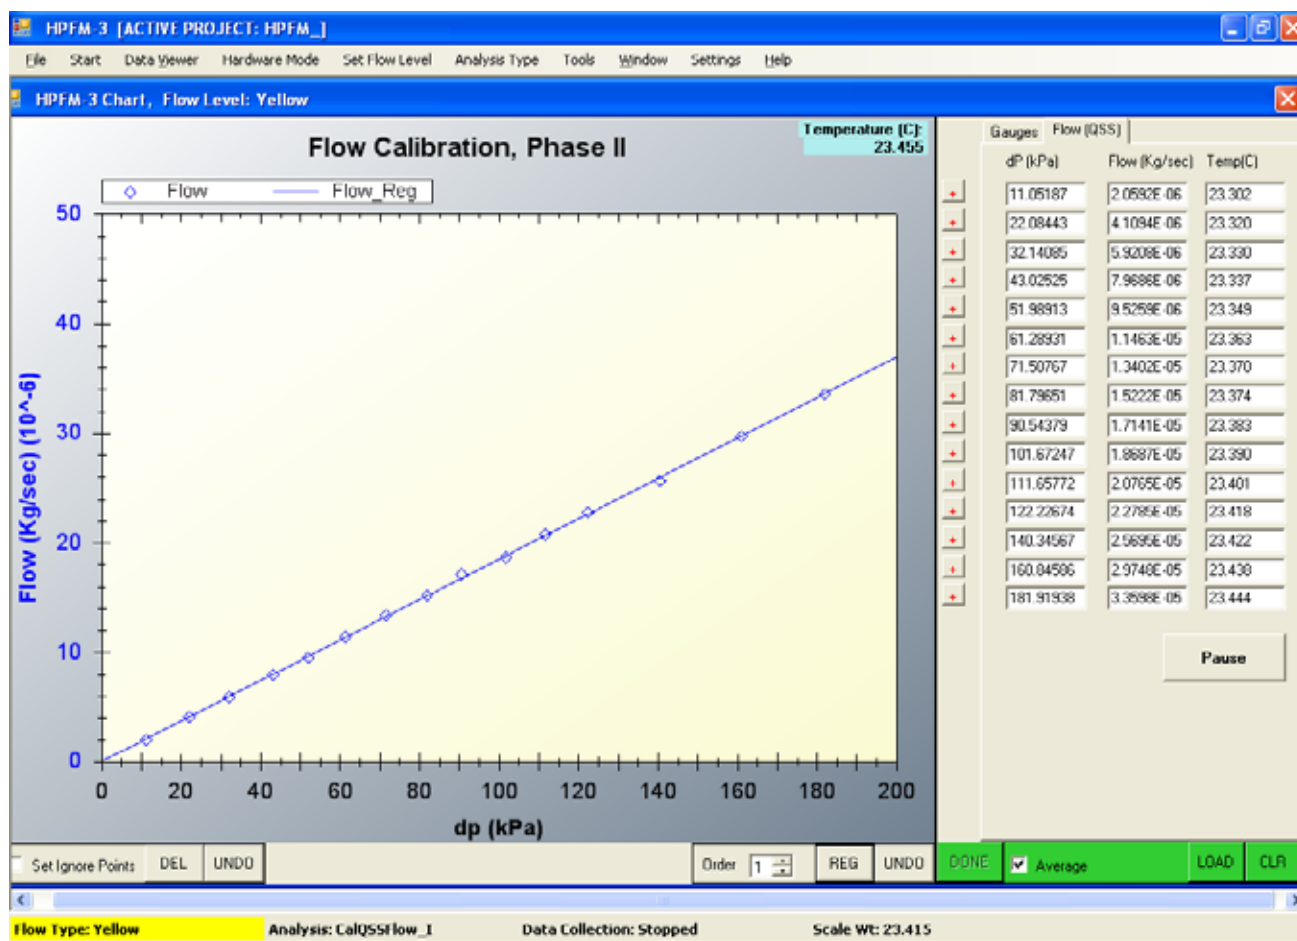 HPFM-3 [ACTIVE PROJECT: HPFM_]
File Start Data Viewer Hardware Mode Set Flow Level Analysis Type Tools Window Settings Help
HPFM-3 Chart, Flow Level: Yellow
Flow Calibration, Phase II
Temperature (C):
23.455
Flow Flow_Reg
50
40
30
20
10
0
Flow (Kg/sec) (10^-6)
0 20 40 60 80 100 120 140 160 180 200
dp (kPa)
Gauges Flow (QSS)
dP (kPa) Flow (Kg/sec) Temp(C)
+ 11.05187 2.0592E-06 23.302
+ 22.08443 4.1094E-06 23.320
+ 32.14085 5.9208E-06 23.330
+ 43.02525 7.9686E-06 23.337
+ 51.98913 9.5259E-06 23.349
+ 61.28931 1.1463E-05 23.363
+ 71.50767 1.3402E-05 23.370
+ 81.79651 1.5222E-05 23.374
+ 90.54379 1.7141E-05 23.383
+ 101.67247 1.8687E-05 23.390
+ 111.65772 2.0765E-05 23.401
+ 122.22674 2.2785E-05 23.418
+ 140.34567 2.5695E-05 23.422
+ 160.84586 2.9748E-05 23.438
+ 181.91938 3.3598E-05 23.444
Pause
Set Ignore Points DEL UNDO Order 1 REG UNDO DONE Average LOAD CLR
Flow Type: Yellow Analysis: CalQSSFlow_I Data Collection: Stopped Scale Wt: 23.415